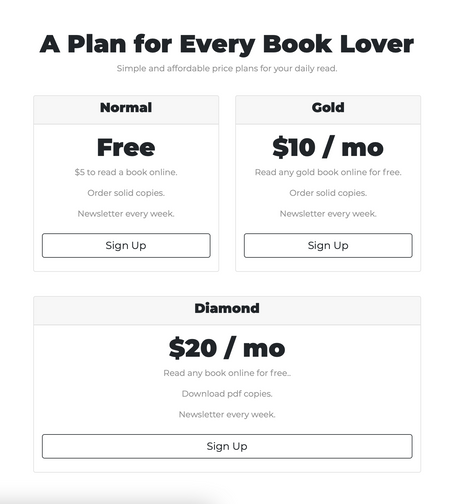 A Plan for Every Book Lover
Simple and affordable price plans for your daily read.
Normal
Free
$5 to read a book online.
Order solid copies.
Newsletter every week.
Sign Up
Gold
$10 / mo
Read any gold book online for free.
Order solid copies.
Newsletter every week.
Sign Up
Diamond
$20 / mo
Read any book online for free..
Download pdf copies.
Newsletter every week.
Sign Up